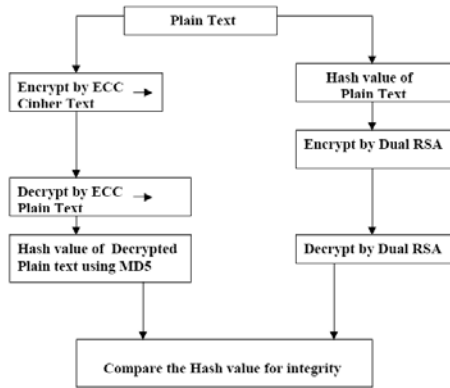 Plain Text
Encrypt by ECC →
Cipher Text
Hash value of
Plain Text
Encrypt by Dual RSA
Decrypt by ECC →
Plain Text
Hash value of Decrypted
Plain text using MD5
Decrypt by Dual RSA
Compare the Hash value for integrity